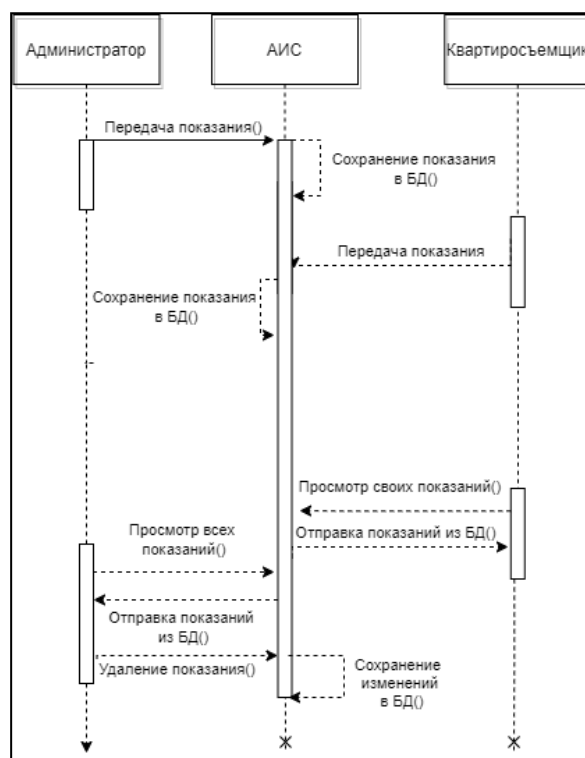 Администратор
АИС
Квартиросъемщик
Передача показания()
Сохранение показания
в БД()
Передача показания
Сохранение показания
в БД()
Просмотр своих показаний()
Просмотр всех
показаний()
Отправка показаний из БД()
Отправка показаний
из БД()
Удаление показания()
Сохранение
изменений
в БД()